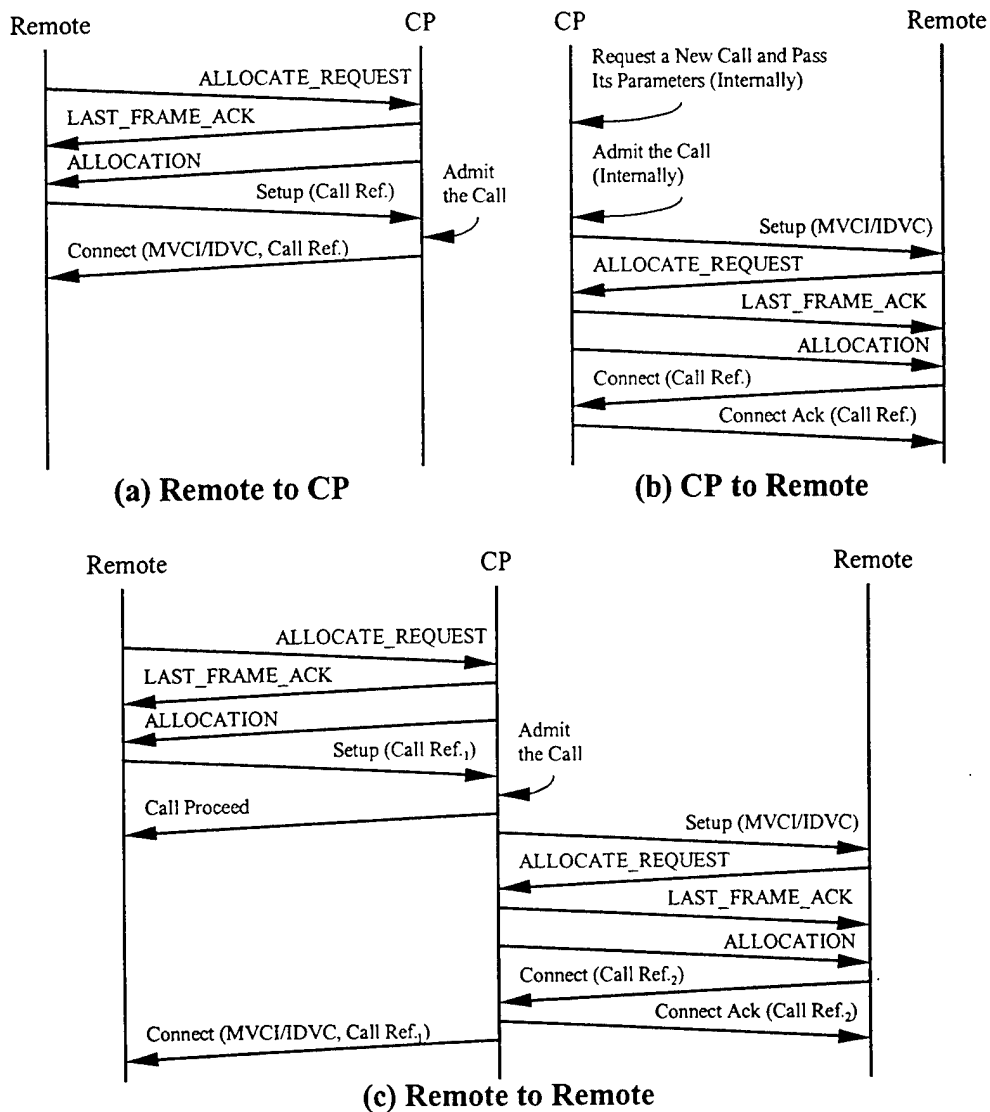 Remote
CP
ALLOCATE_REQUEST
LAST_FRAME_ACK
ALLOCATION
Setup (Call Ref.)
Admit
the Call
Connect (MVCI/IDVC, Call Ref.)
(a) Remote to CP
CP
Remote
Request a New Call and Pass
Its Parameters (Internally)
Admit the Call
(Internally)
Setup (MVCI/IDVC)
ALLOCATE_REQUEST
LAST_FRAME_ACK
ALLOCATION
Connect (Call Ref.)
Connect Ack (Call Ref.)
(b) CP to Remote
Remote
CP
Remote
ALLOCATE_REQUEST
LAST_FRAME_ACK
ALLOCATION
Setup (Call Ref.₁)
Admit
the Call
Call Proceed
Setup (MVCI/IDVC)
ALLOCATE_REQUEST
LAST_FRAME_ACK
ALLOCATION
Connect (Call Ref.₂)
Connect Ack (Call Ref.₂)
Connect (MVCI/IDVC, Call Ref.₁)
(c) Remote to Remote